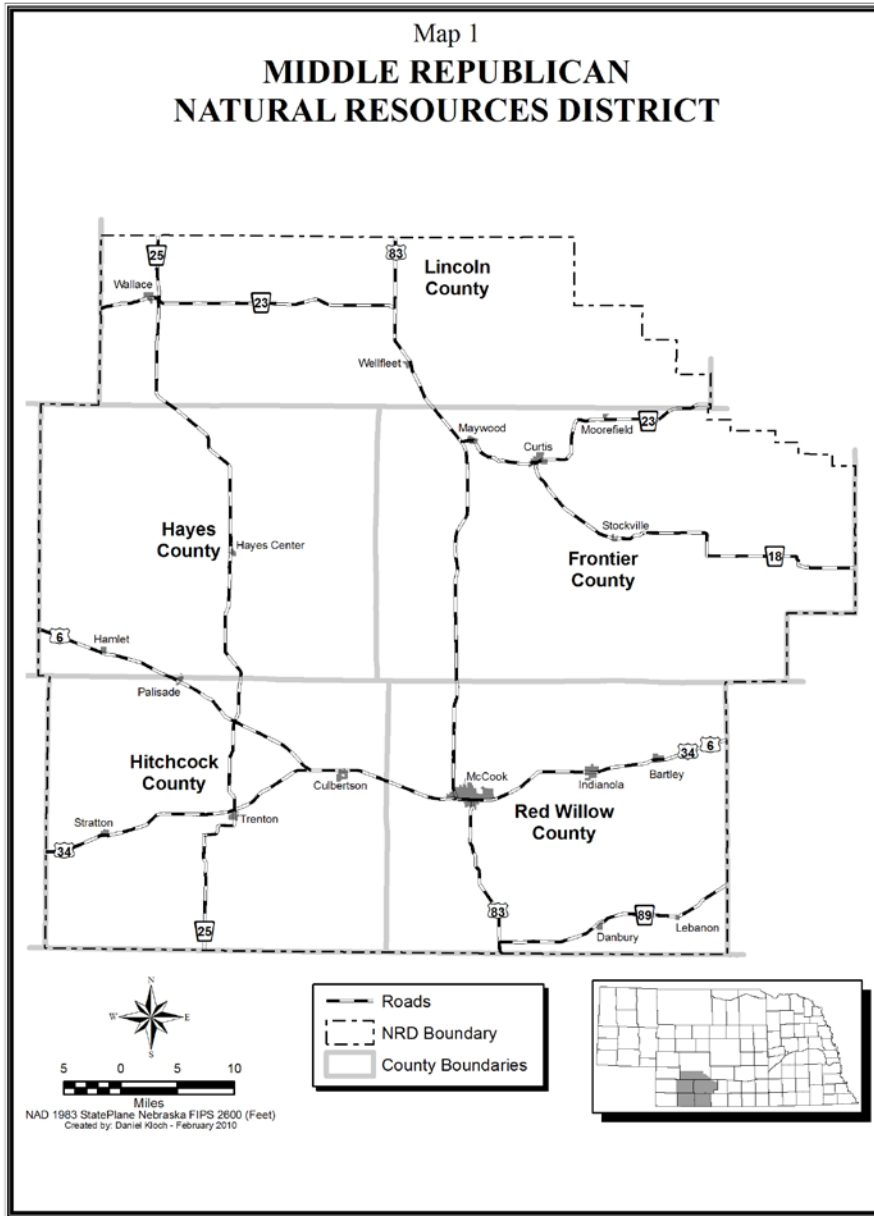 Map 1
MIDDLE REPUBLICAN
NATURAL RESOURCES DISTRICT
25
83
Lincoln
County
Wallace
23
Wellfleet
Maywood
Curtis
Moorefield
23
Hayes
County
Hayes Center
Stockville
Frontier
County
18
6
Hamlet
Palisade
Hitchcock
County
Culbertson
McCook
Indianola
Bartley
34
6
Red Willow
County
Stratton
Trenton
34
25
83
89
Danbury
Lebanon
N
W
E
S
5 0 5 10
Miles
NAD 1983 StatePlane Nebraska FIPS 2600 (Feet)
Created by: Daniel Kloch - February 2010
Roads
NRD Boundary
County Boundaries